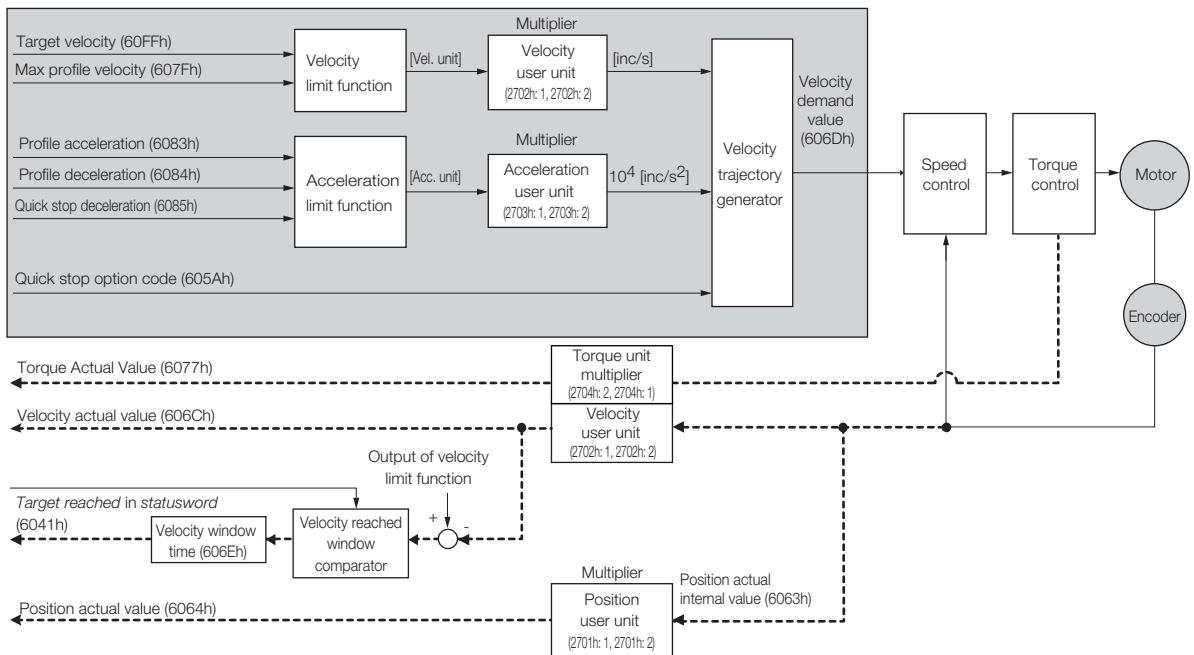 Multiplier
Target velocity (60FFh)
Max profile velocity (607Fh)
Velocity
limit function
[Vel. unit]
Velocity
user unit
(2702h: 1, 2702h: 2)
[inc/s]
Velocity
demand
value
(606Dh)
Profile acceleration (6083h)
Profile deceleration (6084h)
Quick stop deceleration (6085h)
Acceleration
limit function
[Acc. unit]
Multiplier
Acceleration
user unit
(2703h: 1, 2703h: 2)
10⁴ [inc/s²]
Velocity
trajectory
generator
Speed
control
Torque
control
Motor
Quick stop option code (605Ah)
Encoder
Torque Actual Value (6077h)
Torque unit
multiplier
(2704h: 2, 2704h: 1)
Velocity actual value (606Ch)
Velocity
user unit
(2702h: 1, 2702h: 2)
Output of velocity
limit function
+
-
Target reached in statusword
(6041h)
Velocity window
time (606Eh)
Velocity reached
window
comparator
Multiplier
Position actual value (6064h)
Position
user unit
(2701h: 1, 2701h: 2)
Position actual
internal value (6063h)